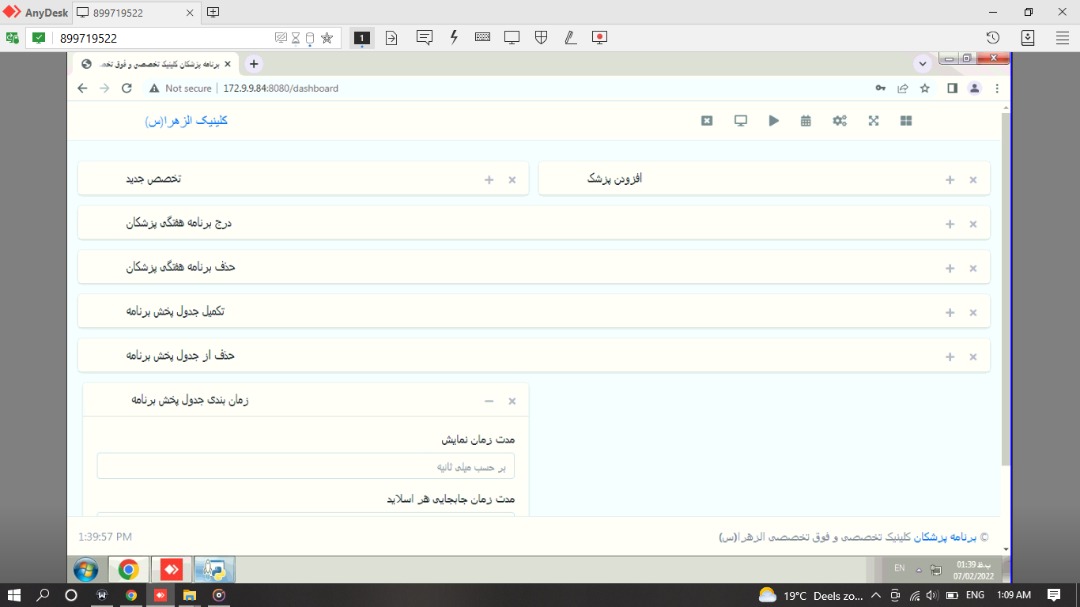 AnyDesk
899719522
899719522
1
برنامه پزشکان کلینیک تخصصی و فوق تخص
Not secure
172.9.9.84:8080/dashboard
کلینیک الزهرا(س)
افزودن پزشک
تخصص جدید
درج برنامه هفتگی پزشکان
حذف برنامه هفتگی پزشکان
تکمیل جدول پخش برنامه
حذف از جدول پخش برنامه
زمان بندی جدول پخش برنامه
مدت زمان نمایش
بر حسب میلی ثانیه
مدت زمان جابجایی هر اسلاید
1:39:57 PM
© برنامه پزشکان کلینیک تخصصی و فوق تخصصی الزهرا(س)
EN
01:39 ب.ظ
07/02/2022
19°C Deels zo...
ENG
1:09 AM